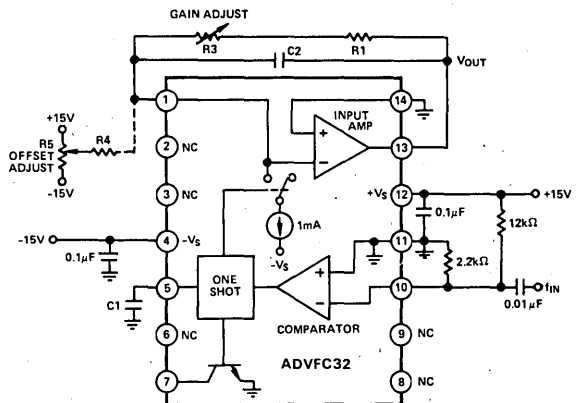 GAIN ADJUST
R3
R1
C2
VOUT
+15V
R5
OFFSET
ADJUST
R4
-15V
1
14
INPUT
AMP
+
−
2
NC
13
3
NC
+VS
12
+15V
0.1µF
12kΩ
1mA
-15V
4
−VS
0.1µF
−VS
11
2.2kΩ
ONE
SHOT
+
−
5
C1
10
0.01µF
fIN
COMPARATOR
6
NC
9
NC
7
ADVFC32
8
NC